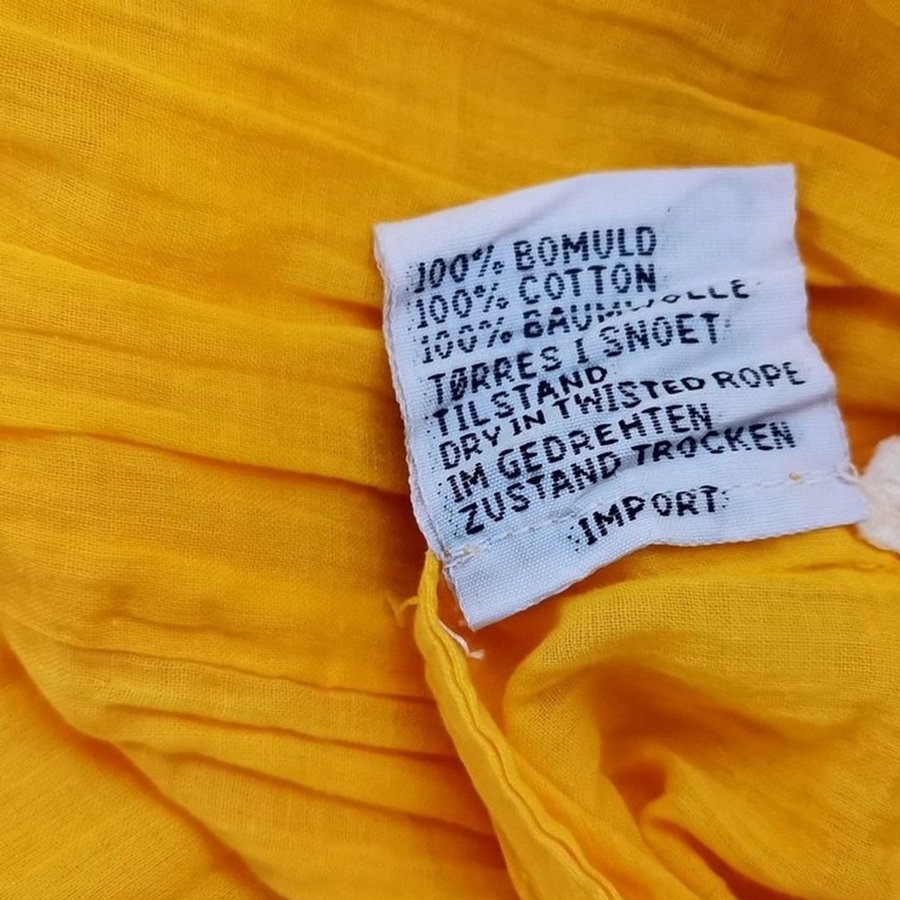 100% BOMULD
100% COTTON
100% BAUMWOLLE
TØRRES I SNOET
TILSTAND
DRY IN TWISTED ROPE
IM GEDREHTEN
ZUSTAND TROCKEN
IMPORT